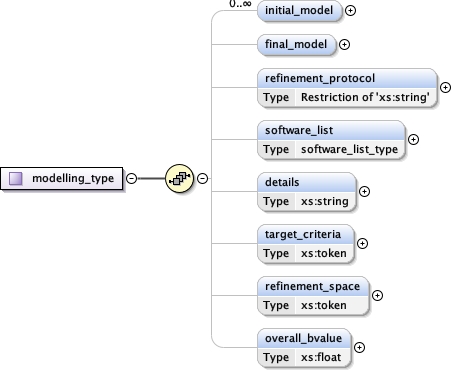 0..∞
initial_model
final_model
refinement_protocol
Type Restriction of 'xs:string'
software_list
Type software_list_type
modelling_type
details
Type xs:string
target_criteria
Type xs:token
refinement_space
Type xs:token
overall_bvalue
Type xs:float